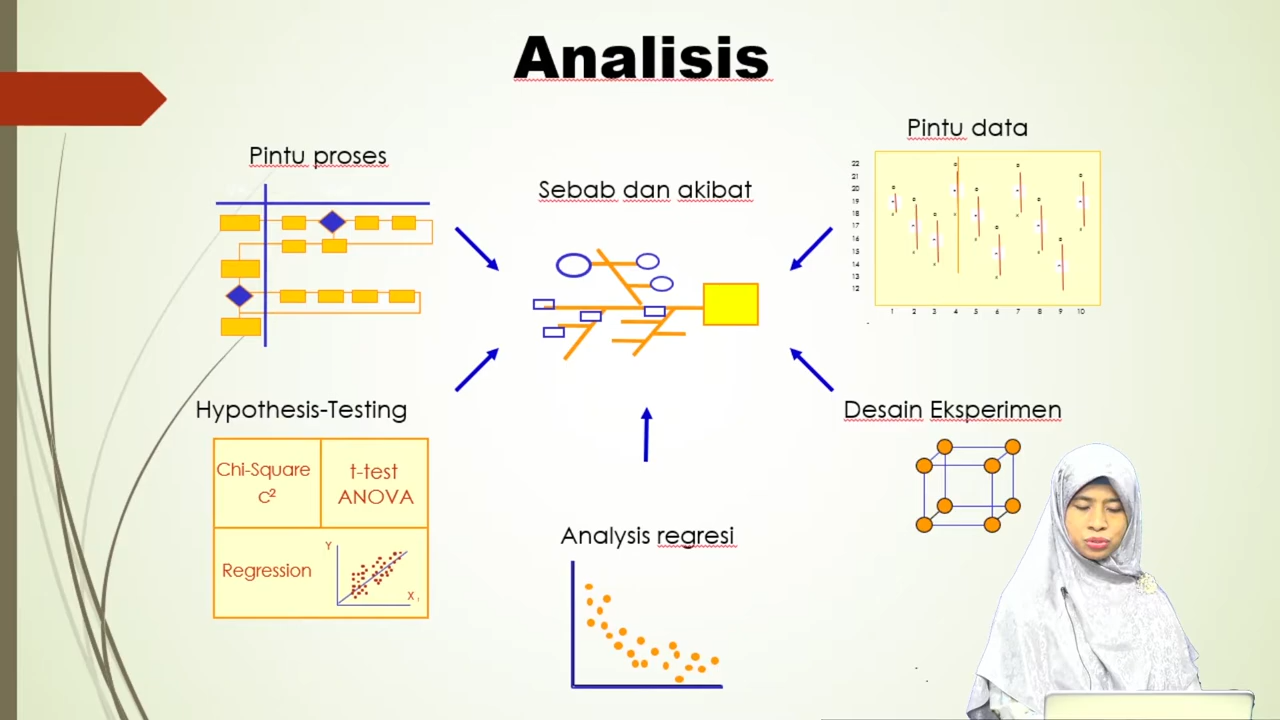 Analisis
Pintu proses
Sebab dan akibat
Pintu data
22
21
20
19
18
17
16
15
14
13
12
1 2 3 4 5 6 7 8 9 10
Hypothesis-Testing
Chi-Square
c²
t-test
ANOVA
Regression
Y
X
Analysis regresi
Desain Eksperimen